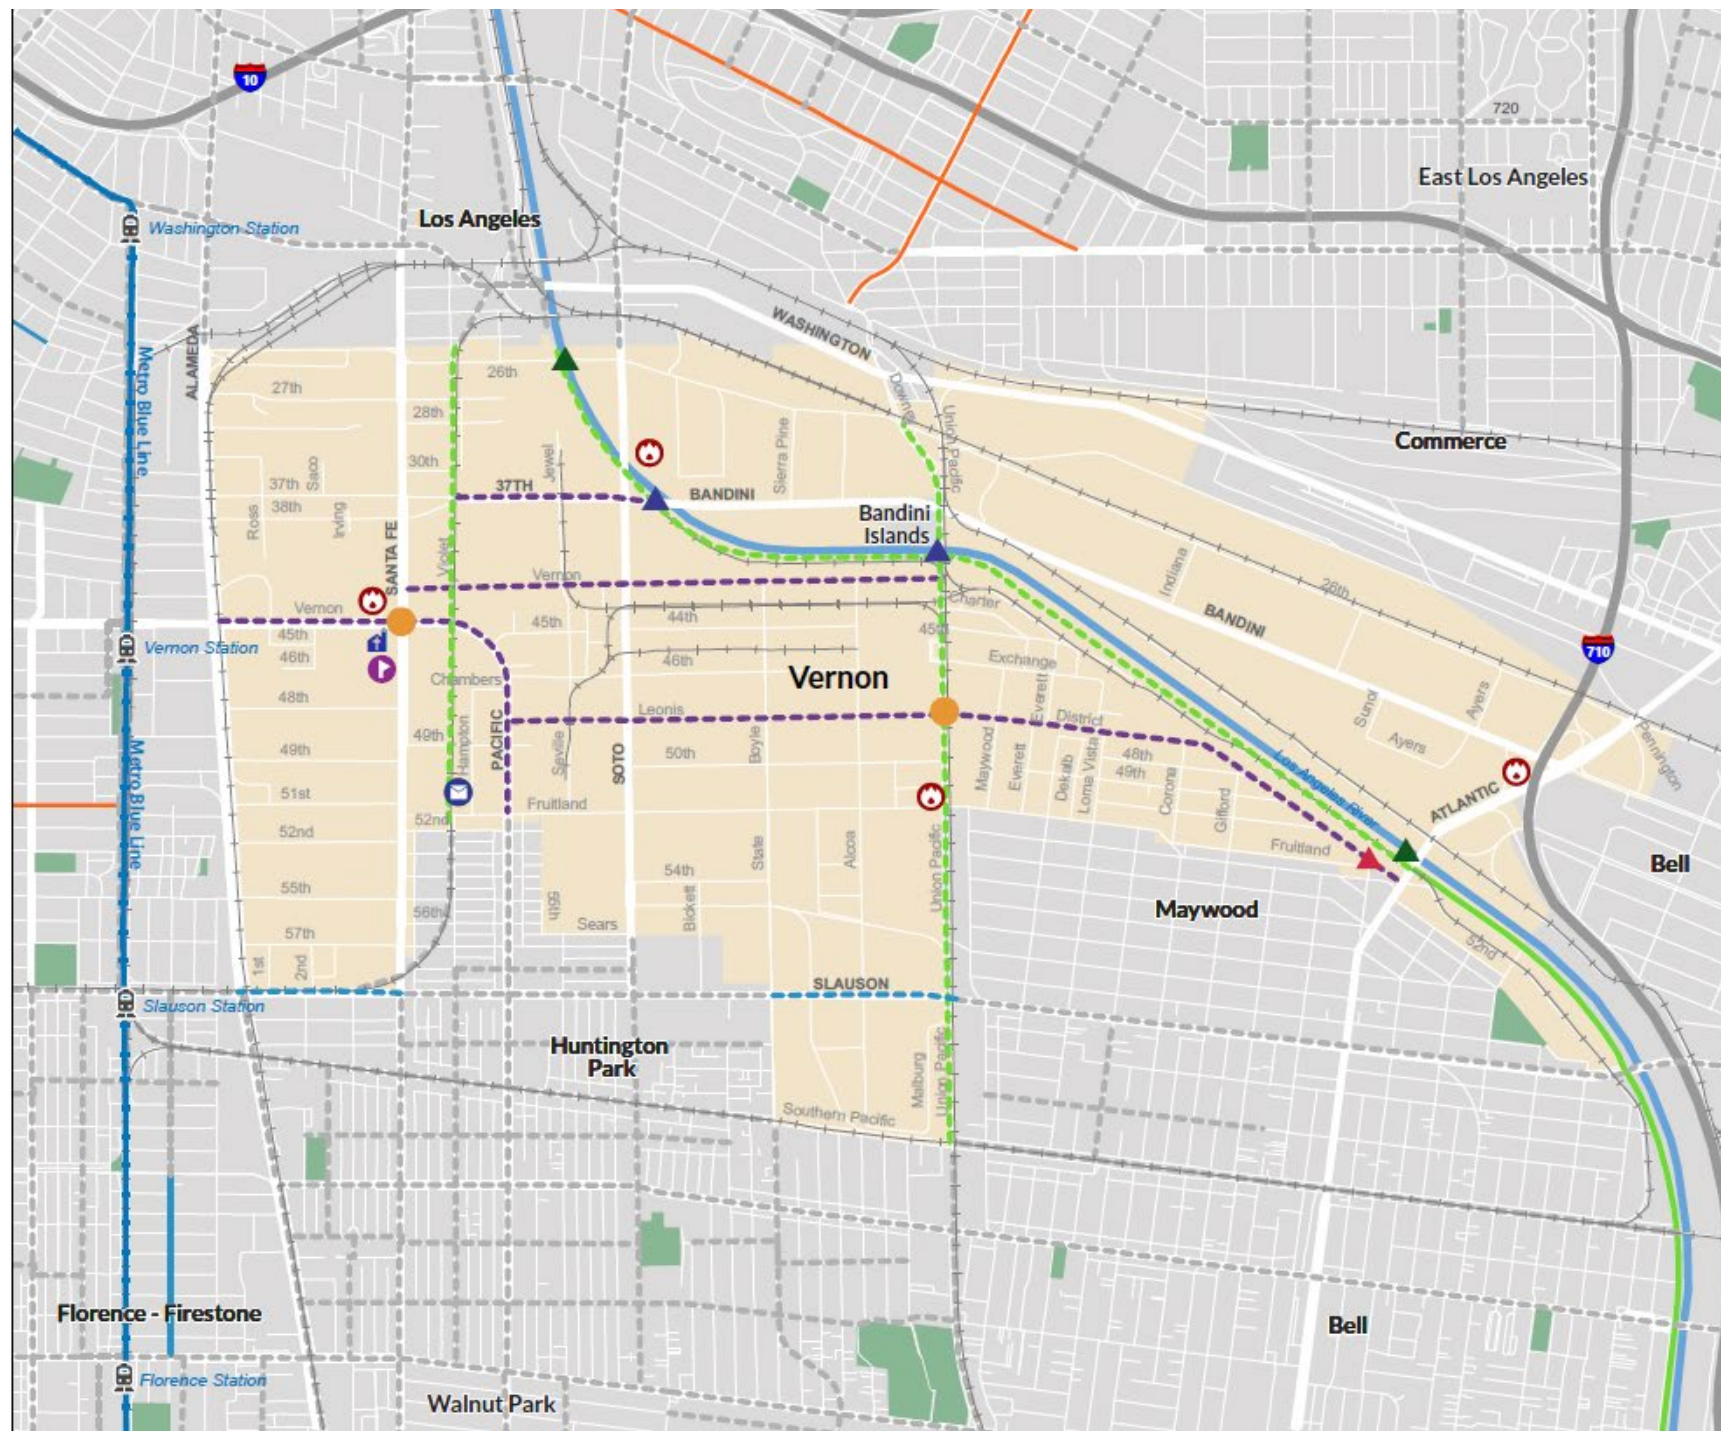 10
720
East Los Angeles
Los Angeles
Washington Station
WASHINGTON
ALAMEDA
Metro Blue Line
26th
27th
28th
Downey
Union Pacific
Commerce
30th
Jewel
Sierra Pine
37th
Saco
38th
Ross
Irving
37TH
BANDINI
Bandini
Islands
SANTA FE
Violet
Vernon
Indiana
26th
Charter
BANDINI
Vernon
45th
46th
Vernon Station
45th
44th
46th
45th
Exchange
710
Vernon
Chambers
48th
Leonis
Everett
District
Sunol
Ayers
Ayers
Pennington
49th
49th
Hampton
PACIFIC
Seville
SOTO
50th
Boyle
Maywood
Everett
Dekalb
Loma Vista
48th
49th
Corona
Gifford
Los Angeles River
ATLANTIC
Metro Blue Line
51st
52nd
52nd
Fruitland
State
Alcoa
Union Pacific
Fruitland
Bell
55th
54th
56th
55th
Sears
Bickett
Maywood
57th
1st
2nd
52nd
SLAUSON
Slauson Station
Huntington
Park
Malburg
Union Pacific
Southern Pacific
Florence - Firestone
Bell
Florence Station
Walnut Park